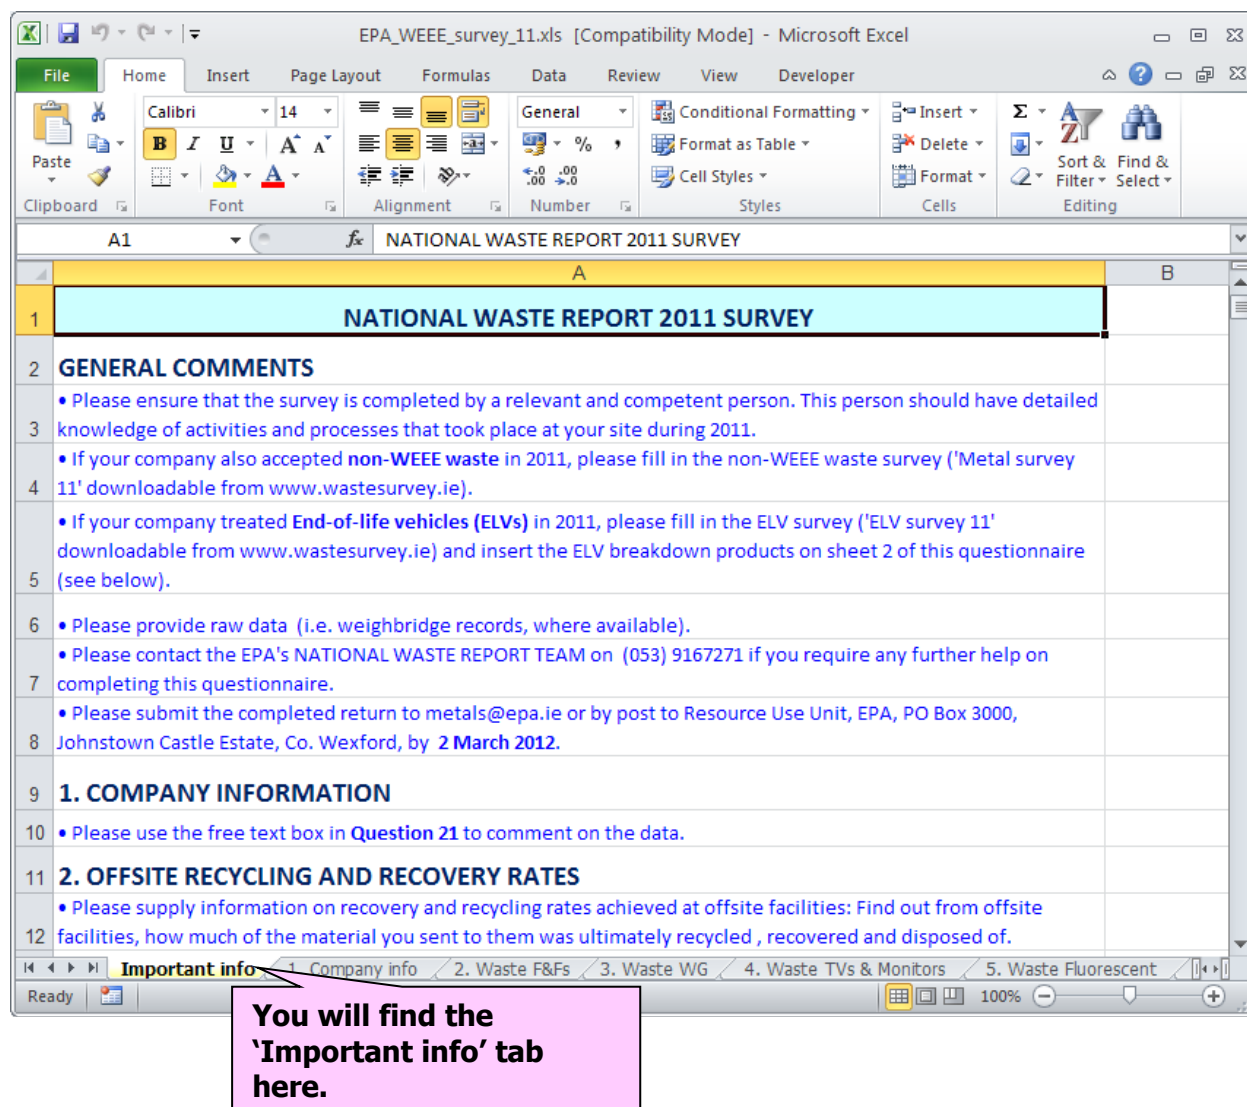 EPA_WEEE_survey_11.xls [Compatibility Mode] - Microsoft Excel
File Home Insert Page Layout Formulas Data Review View Developer
Calibri 14 General Conditional Formatting Insert Σ
Paste B I U A A % , Format as Table Delete Sort & Filter Find & Select
A .00 .0 .00 .0 Cell Styles Format
Clipboard Font Alignment Number Styles Cells Editing
A1 fx NATIONAL WASTE REPORT 2011 SURVEY
A B
1 NATIONAL WASTE REPORT 2011 SURVEY
2 GENERAL COMMENTS
• Please ensure that the survey is completed by a relevant and competent person. This person should have detailed
3 knowledge of activities and processes that took place at your site during 2011.
• If your company also accepted non-WEEE waste in 2011, please fill in the non-WEEE waste survey ('Metal survey
4 11' downloadable from www.wastesurvey.ie).
• If your company treated End-of-life vehicles (ELVs) in 2011, please fill in the ELV survey ('ELV survey 11'
downloadable from www.wastesurvey.ie) and insert the ELV breakdown products on sheet 2 of this questionnaire
5 (see below).
6 • Please provide raw data (i.e. weighbridge records, where available).
• Please contact the EPA's NATIONAL WASTE REPORT TEAM on (053) 9167271 if you require any further help on
7 completing this questionnaire.
• Please submit the completed return to metals@epa.ie or by post to Resource Use Unit, EPA, PO Box 3000,
8 Johnstown Castle Estate, Co. Wexford, by 2 March 2012.
9 1. COMPANY INFORMATION
10 • Please use the free text box in Question 21 to comment on the data.
11 2. OFFSITE RECYCLING AND RECOVERY RATES
• Please supply information on recovery and recycling rates achieved at offsite facilities: Find out from offsite
12 facilities, how much of the material you sent to them was ultimately recycled , recovered and disposed of.
Important info 1. Company info 2. Waste F&Fs 3. Waste WG 4. Waste TVs & Monitors 5. Waste Fluorescent
Ready 100%
You will find the
‘Important info’ tab
here.